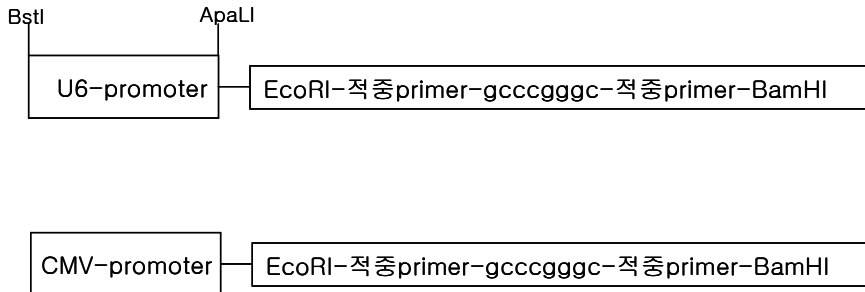 BstI ApaLI
U6-promoter EcoRI-적중primer-gcccgggc-적중primer-BamHI
CMV-promoter EcoRI-적중primer-gcccgggc-적중primer-BamHI